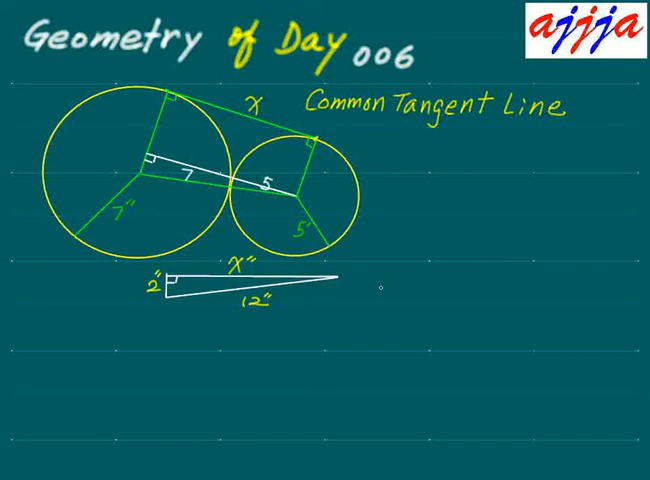 Geometry of Day 006
ajjja
x
Common Tangent Line
7
5
7"
5"
x"
2"
12"